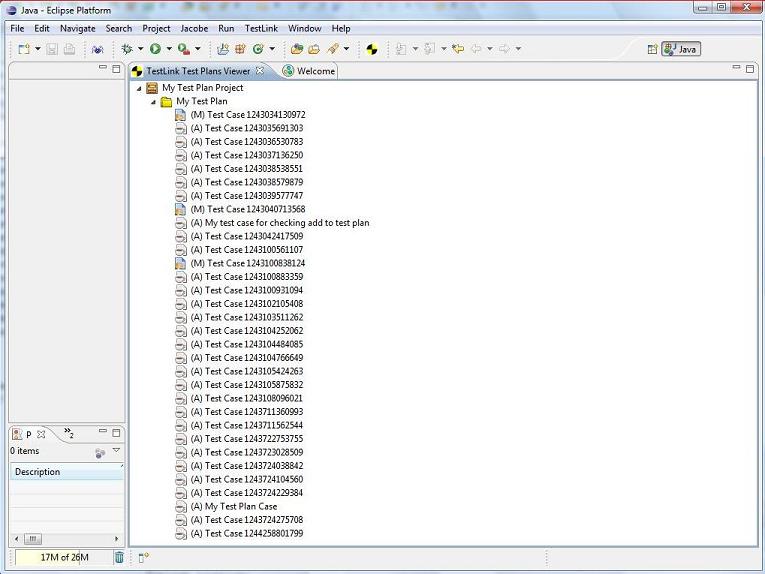 Java - Eclipse Platform
File Edit Navigate Search Project Jacobe Run TestLink Window Help
Java
TestLink Test Plans Viewer Welcome
My Test Plan Project
My Test Plan
(M) Test Case 1243034130972
(A) Test Case 1243035691303
(A) Test Case 1243036530783
(A) Test Case 1243037136250
(A) Test Case 1243038538551
(A) Test Case 1243038579879
(A) Test Case 1243039577747
(M) Test Case 1243040713568
(A) My test case for checking add to test plan
(A) Test Case 1243042417509
(A) Test Case 1243100561107
(M) Test Case 1243100838124
(A) Test Case 1243100883359
(A) Test Case 1243100931094
(A) Test Case 1243102105408
(A) Test Case 1243103511262
(A) Test Case 1243104252062
(A) Test Case 1243104484085
(A) Test Case 1243104766649
(A) Test Case 1243105424263
(A) Test Case 1243105875832
(A) Test Case 1243108096021
(A) Test Case 1243711360993
(A) Test Case 1243711562544
(A) Test Case 1243722753755
(A) Test Case 1243723028509
(A) Test Case 1243724038842
(A) Test Case 1243724104560
(A) Test Case 1243724229384
(A) My Test Plan Case
(A) Test Case 1243724275708
(A) Test Case 1244258801799
P »2
0 items
Description
17M of 26M